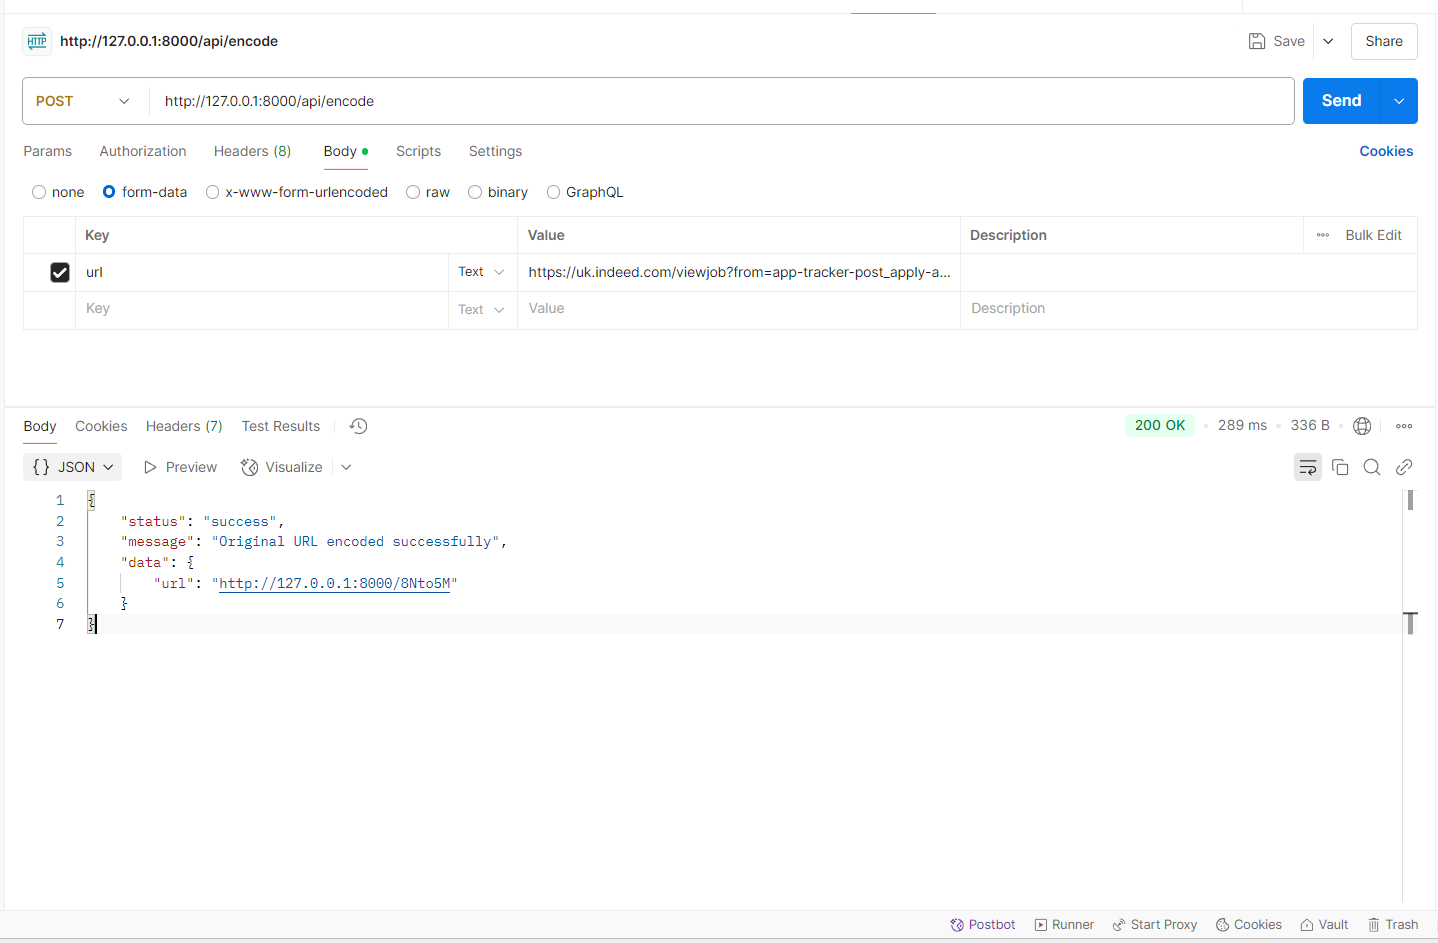 HTTP http://127.0.0.1:8000/api/encode Save Share
POST http://127.0.0.1:8000/api/encode Send
Params Authorization Headers (8) Body Scripts Settings Cookies
none form-data x-www-form-urlencoded raw binary GraphQL
Key Value Description Bulk Edit
url Text https://uk.indeed.com/viewjob?from=app-tracker-post_apply-a...
Key Text Value Description
Body Cookies Headers (7) Test Results 200 OK 289 ms 336 B
{} JSON Preview Visualize
1 {
2 "status": "success",
3 "message": "Original URL encoded successfully",
4 "data": {
5 "url": "http://127.0.0.1:8000/8Nto5M"
6 }
7 }
Postbot Runner Start Proxy Cookies Vault Trash